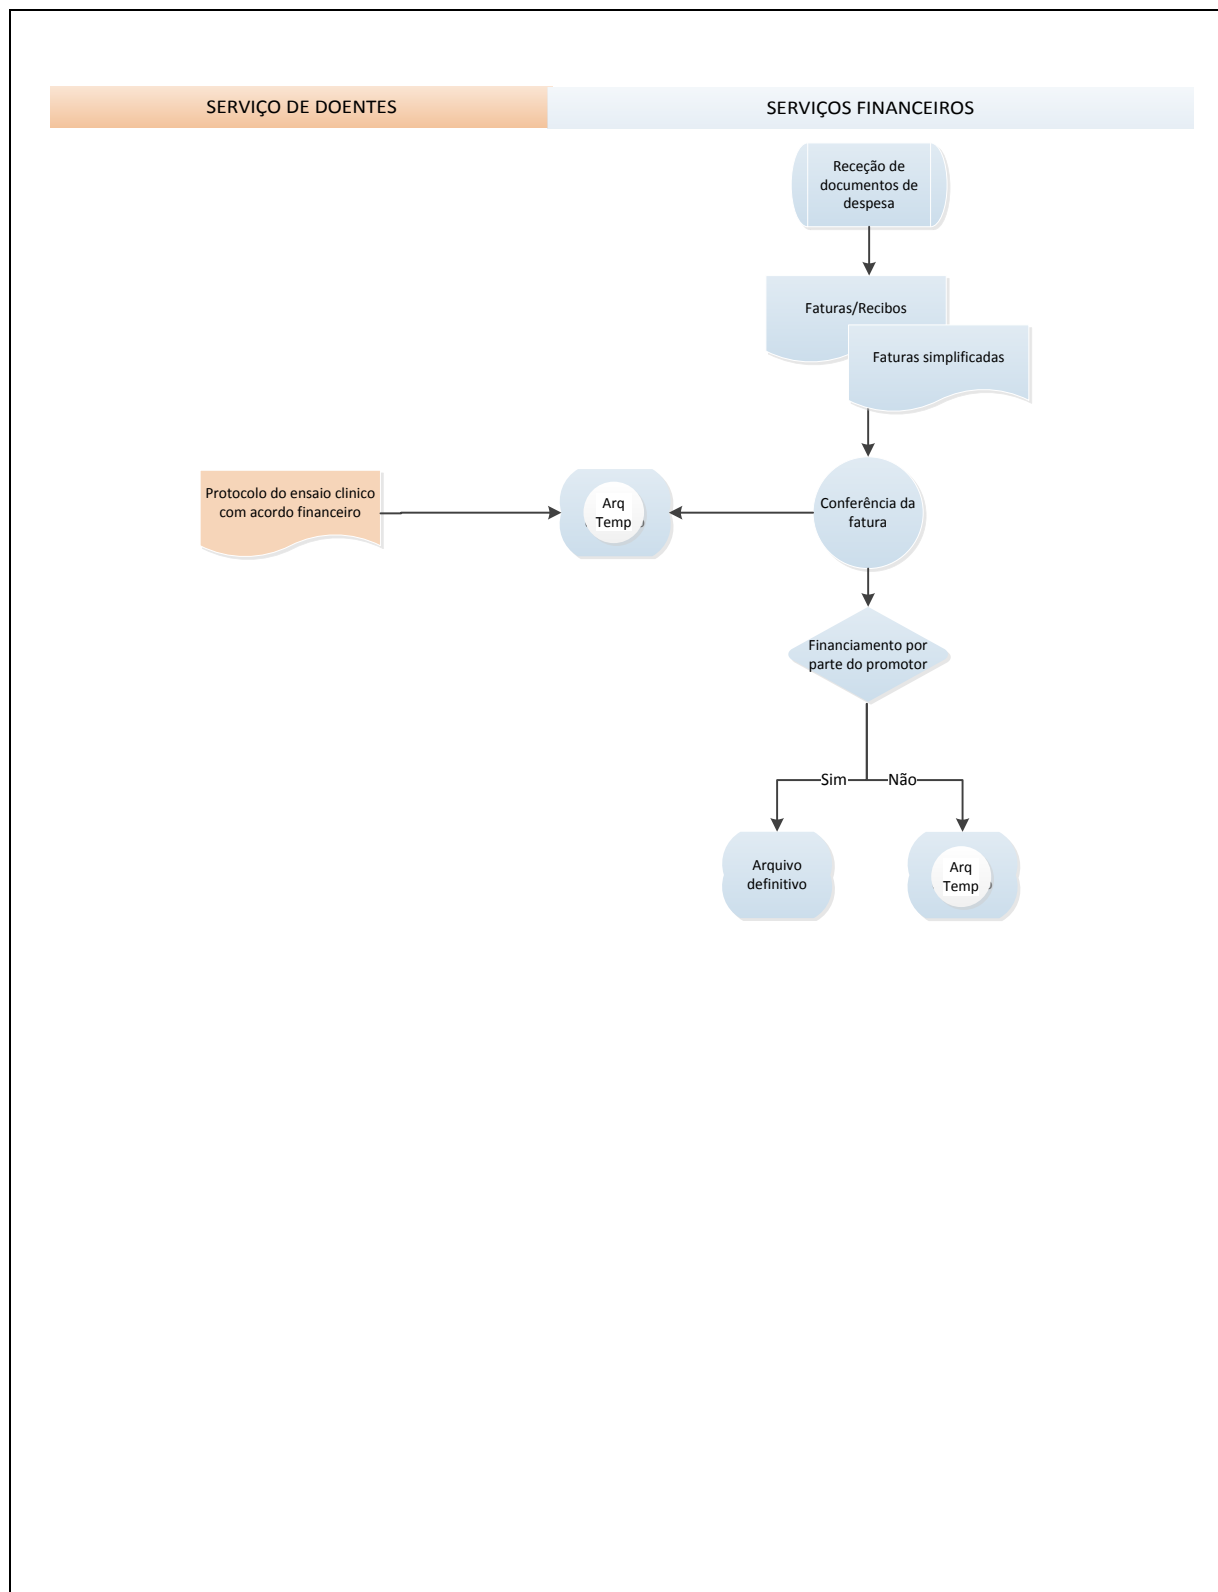 SERVIÇO DE DOENTES
SERVIÇOS FINANCEIROS
Receção de
documentos de
despesa
Faturas/Recibos
Faturas simplificadas
Protocolo do ensaio clinico
com acordo financeiro
Arq
Temp
Conferência da
fatura
Financiamento por
parte do promotor
Sim
Não
Arquivo
definitivo
Arq
Temp